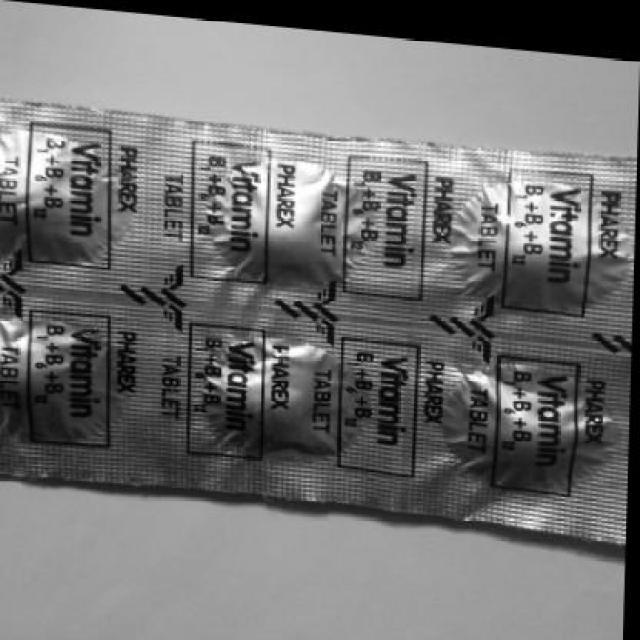 PHAREX
Vitamin
B₁+B₆+B₁₂
TABLET
PHAREX
Vitamin
B₁+B₆+B₁₂
TABLET
PHAREX
Vitamin
B₁+B₆+B₁₂
TABLET
PHAREX
Vitamin
B₁+B₆+B₁₂
TABLET
PHAREX
Vitamin
B₁+B₆+B₁₂
TABLET
PHAREX
Vitamin
B₁+B₆+B₁₂
TABLET
PHAREX
Vitamin
B₁+B₆+B₁₂
TABLET
PHAREX
Vitamin
B₁+B₆+B₁₂
TABLET